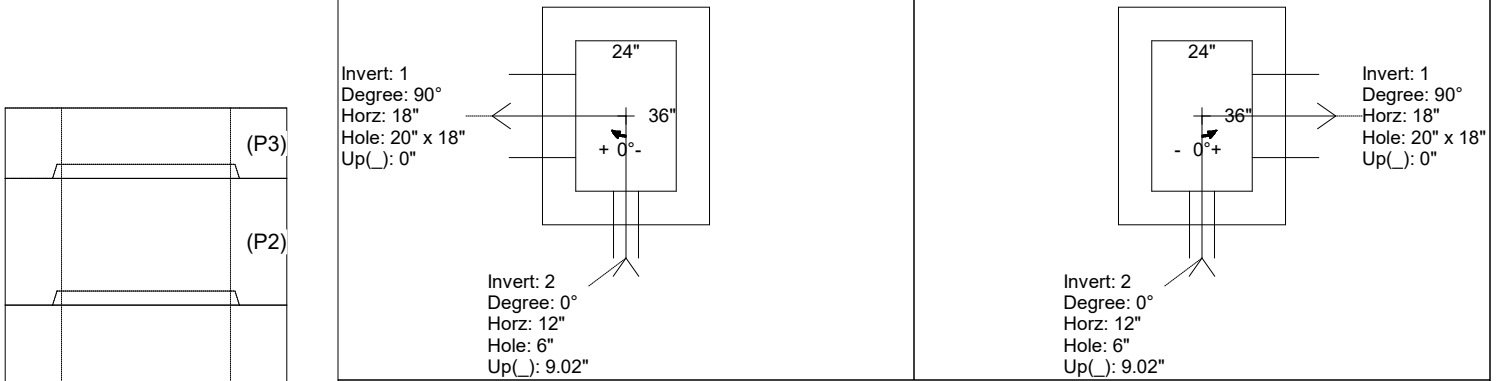 (P3)
(P2)
24"
Invert: 1
Degree: 90°
Horz: 18"
Hole: 20" x 18"
Up(_): 0"
36"
+ 0°-
Invert: 2
Degree: 0°
Horz: 12"
Hole: 6"
Up(_): 9.02"
24"
Invert: 1
Degree: 90°
Horz: 18"
Hole: 20" x 18"
Up(_): 0"
36"
- 0°+
Invert: 2
Degree: 0°
Horz: 12"
Hole: 6"
Up(_): 9.02"